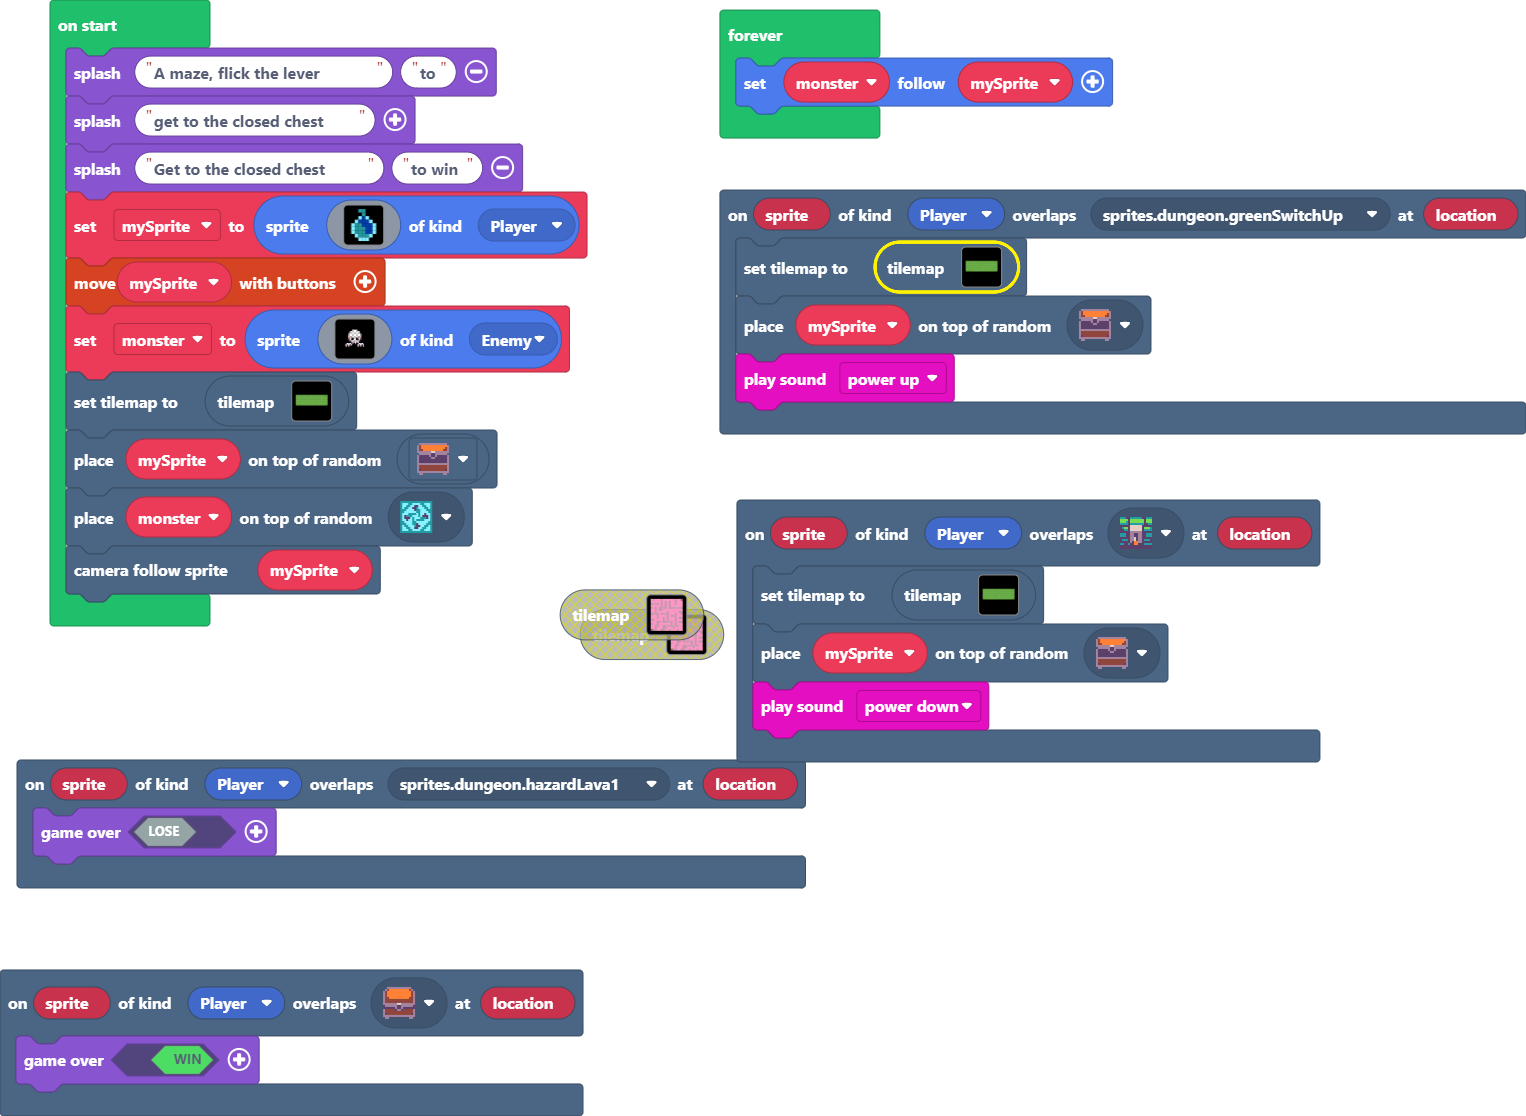 on start
splash "A maze, flick the lever" "to"
splash "get to the closed chest"
splash "Get to the closed chest" "to win"
set mySprite to sprite of kind Player
move mySprite with buttons
set monster to sprite of kind Enemy
set tilemap to tilemap
place mySprite on top of random
place monster on top of random
camera follow sprite mySprite
forever
set monster follow mySprite
on sprite of kind Player overlaps sprites.dungeon.greenSwitchUp at location
set tilemap to tilemap
place mySprite on top of random
play sound power up
on sprite of kind Player overlaps at location
set tilemap to tilemap
place mySprite on top of random
play sound power down
tilemap
tilemap
on sprite of kind Player overlaps sprites.dungeon.hazardLava1 at location
game over LOSE
on sprite of kind Player overlaps at location
game over WIN